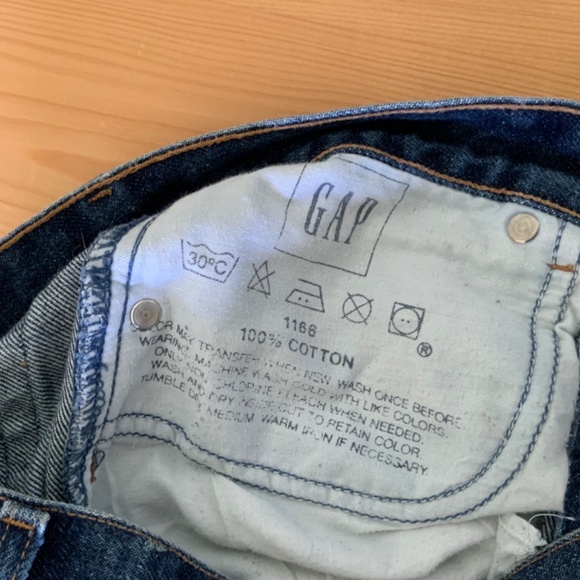 GAP
30°C
1166
100% COTTON
®
COLOR MAY TRANSFER WHEN NEW. WASH ONCE BEFORE
WEARING. MACHINE WASH COLD WITH LIKE COLORS.
ONLY NON-CHLORINE BLEACH WHEN NEEDED.
WASH AND DRY INSIDE OUT TO RETAIN COLOR
TUMBLE DRY MEDIUM. WARM IRON IF NECESSARY.